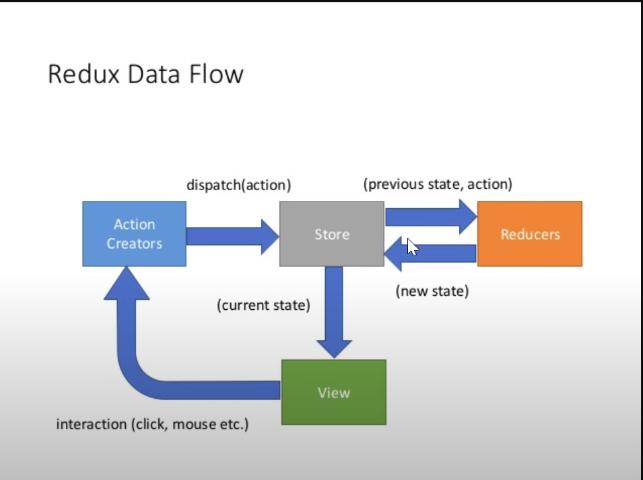 Redux Data Flow
dispatch(action)
(previous state, action)
Action
Creators
Store
Reducers
(new state)
(current state)
View
interaction (click, mouse etc.)